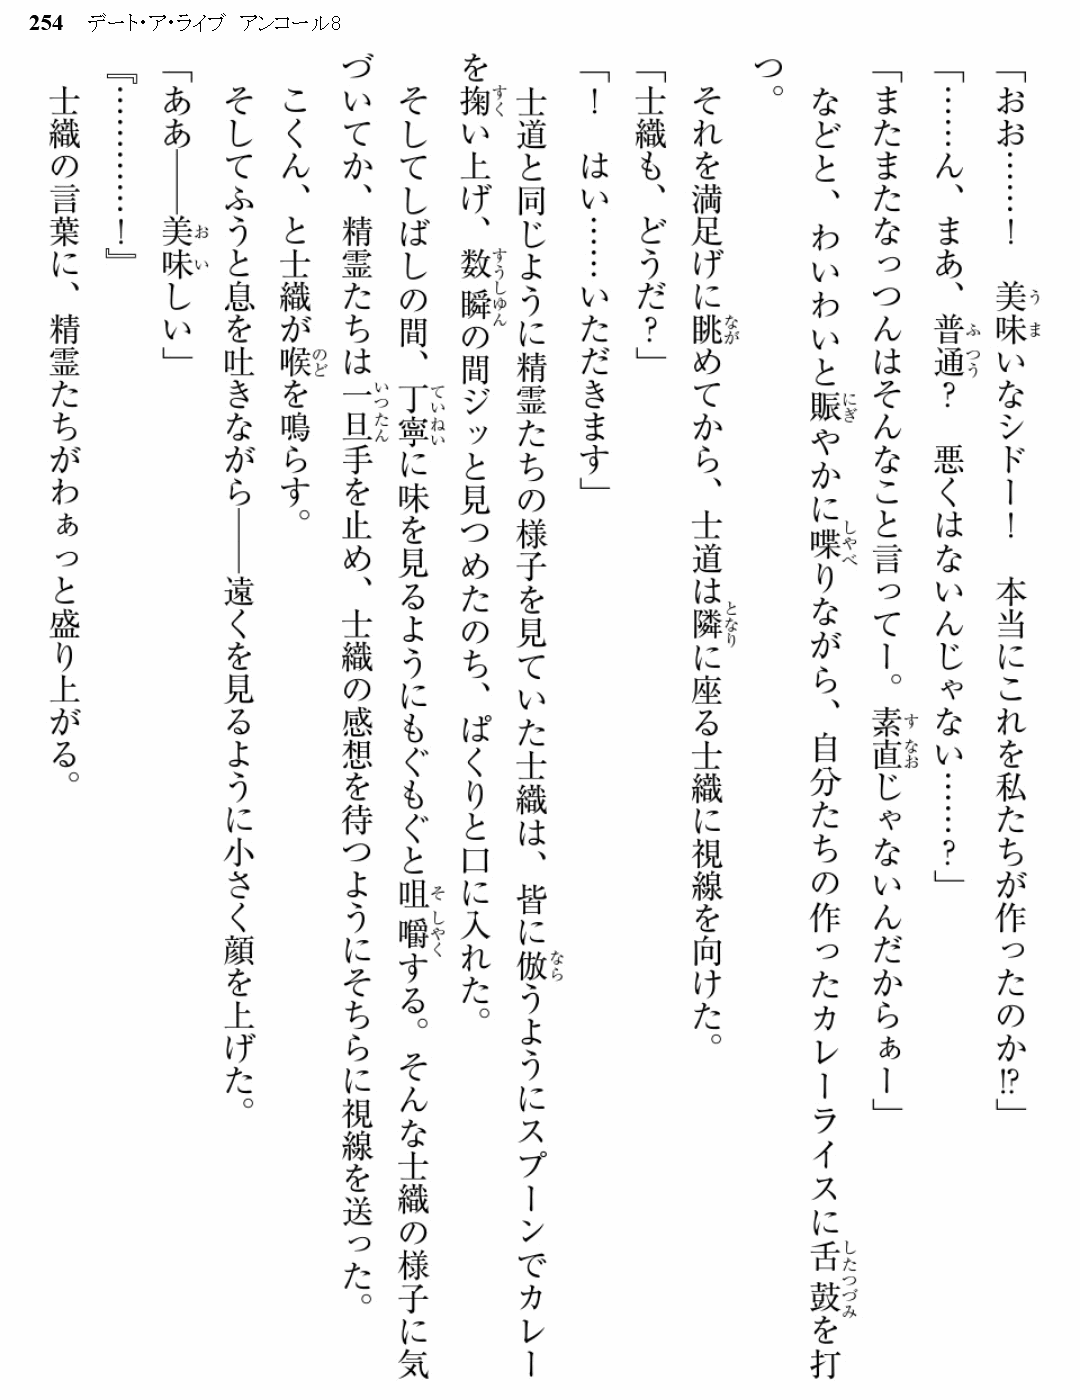 254 デート・ア・ライブ アンコール8
「おお……！　美味いなシドー！　本当にこれを私たちが作ったのか!?」
「……ん、まあ、普通？　悪くはないんじゃない……？」
「またまたなっつんはそんなこと言ってー。素直じゃないんだからぁー」
などと、わいわいと賑やかに喋りながら、自分たちの作ったカレーライスに舌鼓を打
つ。
それを満足げに眺めてから、士道は隣に座る士織に視線を向けた。
「士織も、どうだ？」
「！　はい……いただきます」
士道と同じように精霊たちの様子を見ていた士織は、皆に倣うようにスプーンでカレー
を掬い上げ、数瞬の間ジッと見つめたのち、ぱくりと口に入れた。
そしてしばしの間、丁寧に味を見るようにもぐもぐと咀嚼する。そんな士織の様子に気
づいてか、精霊たちは一旦手を止め、士織の感想を待つようにそちらに視線を送った。
こくん、と士織が喉を鳴らす。
そしてふうと息を吐きながら――遠くを見るように小さく顔を上げた。
「ああ――美味しい」
『…………！』
士織の言葉に、精霊たちがわぁっと盛り上がる。